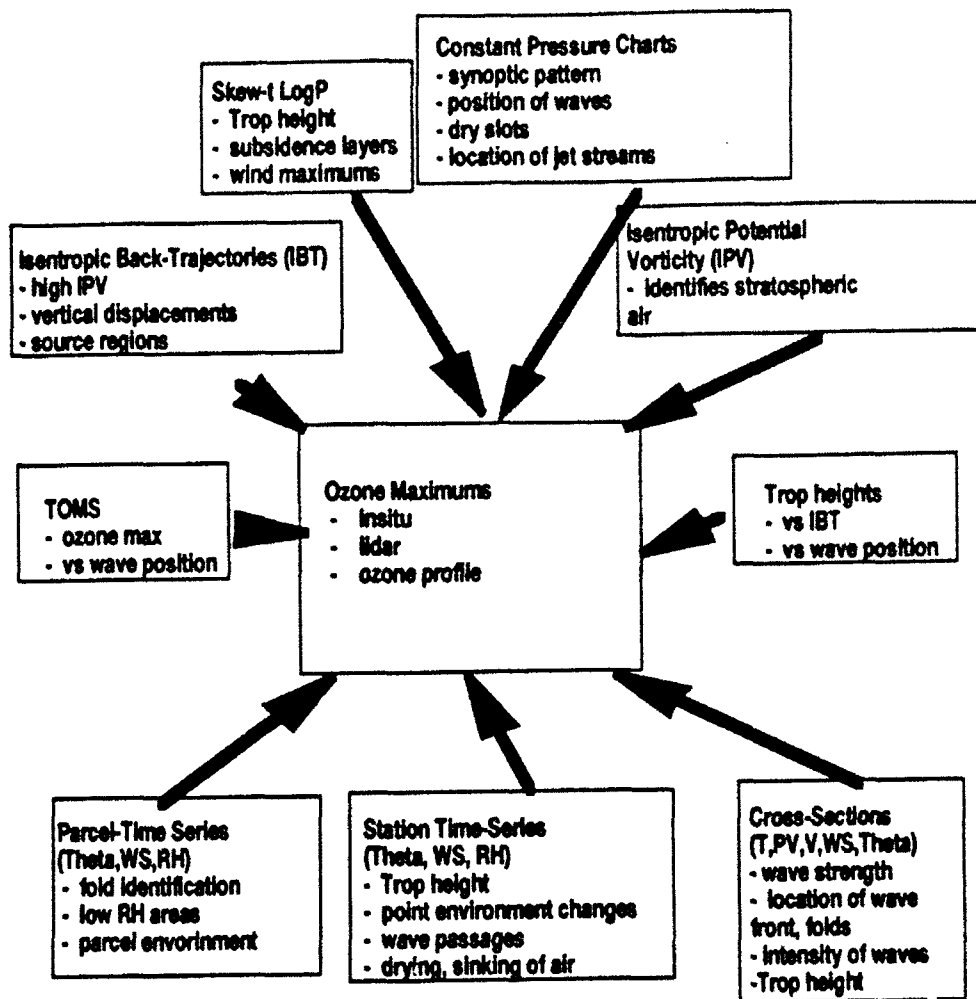 Constant Pressure Charts
- synoptic pattern
- position of waves
- dry slots
- location of jet streams
Skew-t LogP
- Trop height
- subsidence layers
- wind maximums
Isentropic Back-Trajectories (IBT)
- high IPV
- vertical displacements
- source regions
Isentropic Potential
Vorticity (IPV)
- identifies stratospheric
air
TOMS
- ozone max
- vs wave position
Ozone Maximums
- insitu
- lidar
- ozone profile
Trop heights
- vs IBT
- vs wave position
Parcel-Time Series
(Theta,WS,RH)
- fold identification
- low RH areas
- parcel envorinment
Station Time-Series
(Theta, WS, RH)
- Trop height
- point environment changes
- wave passages
- drying, sinking of air
Cross-Sections
(T,PV,V,WS,Theta)
- wave strength
- location of wave
front, folds
- intensity of waves
-Trop height